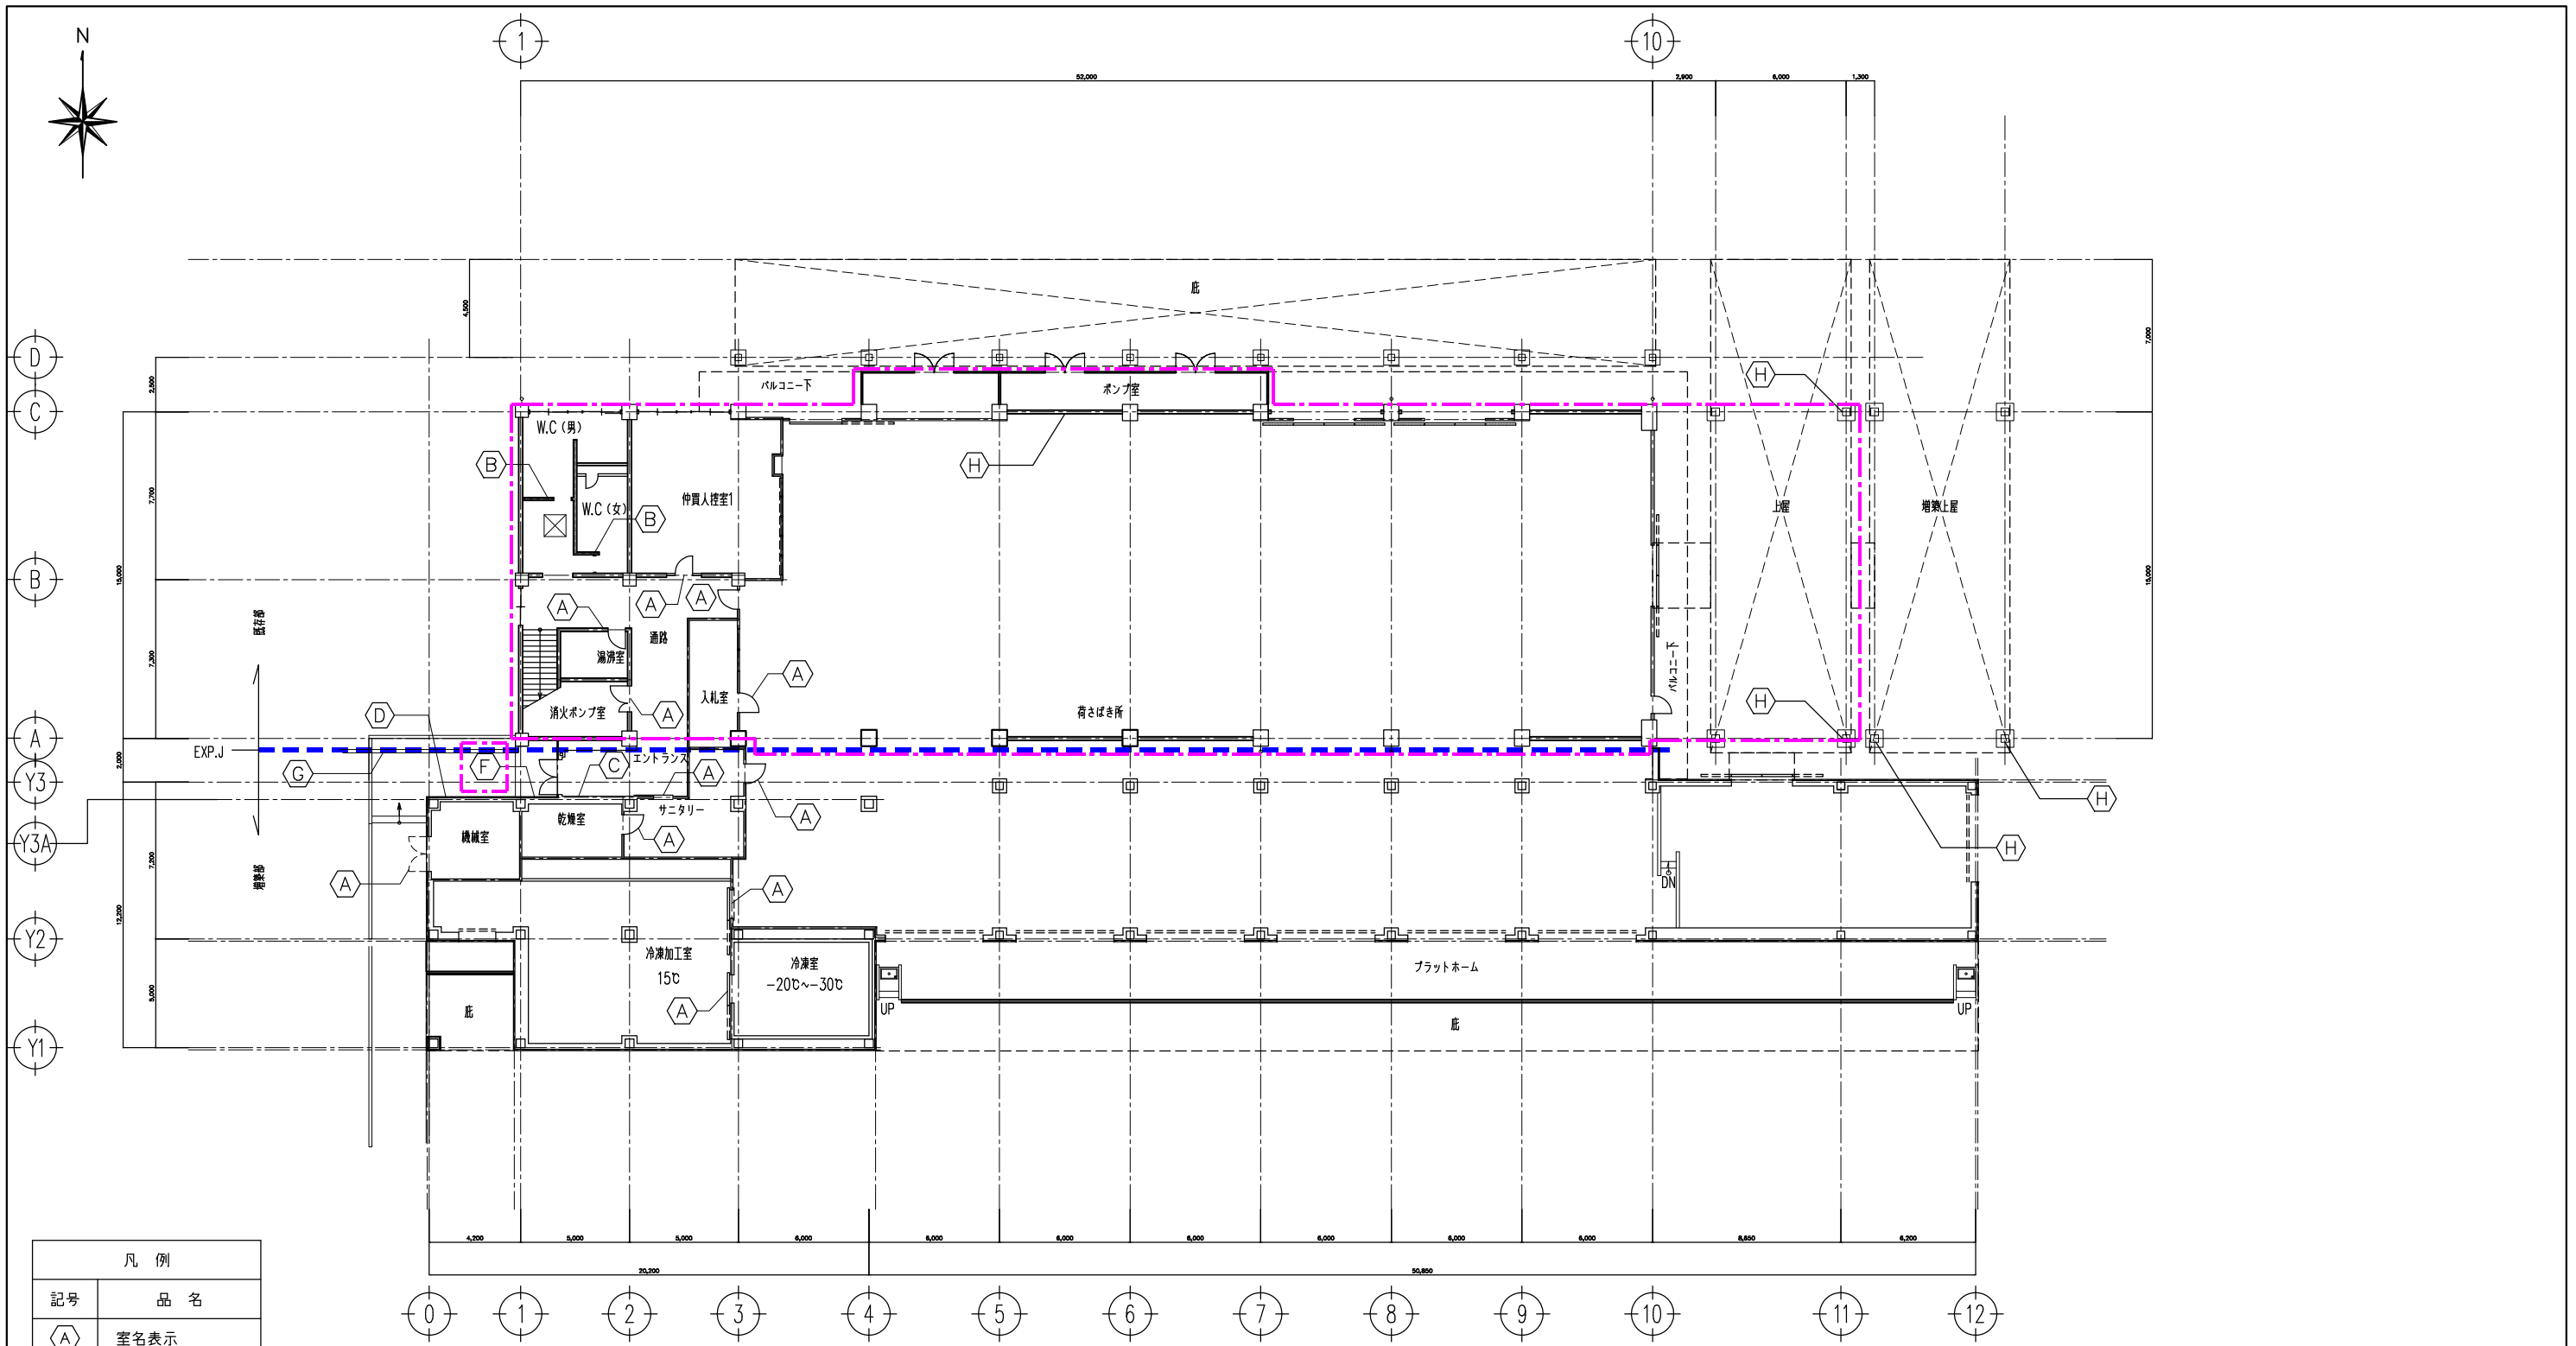 N
1
10
52,000
2,900
6,000
1,300
4,500
庇
7,000
D
2,500
バルコニー下
ポンプ室
H
C
W.C（男）
B
H
7,700
仲買人控室1
W.C（女）
B
上屋
増築上屋
15,000
15,000
B
既存部
A
A
A
通路
湯沸室
7,300
バルコニー下
A
入札室
H
消火ポンプ室
A
荷さばき所
D
A
EXP.J
2,000
エントランス
G
F
C
A
Y3
サニタリー
H
乾燥室
A
機械室
A
H
Y3A
7,200
増築部
A
A
DN
12,200
Y2
冷凍加工室
15℃
冷凍室
-20℃~-30℃
プラットホーム
5,000
A
庇
UP
UP
庇
Y1
4,200
5,000
5,000
6,000
6,000
6,000
6,000
6,000
6,000
6,000
8,650
6,200
20,200
50,850
凡 例
記号
品 名
0
1
2
3
4
5
6
7
8
9
10
11
12
A
室名表示